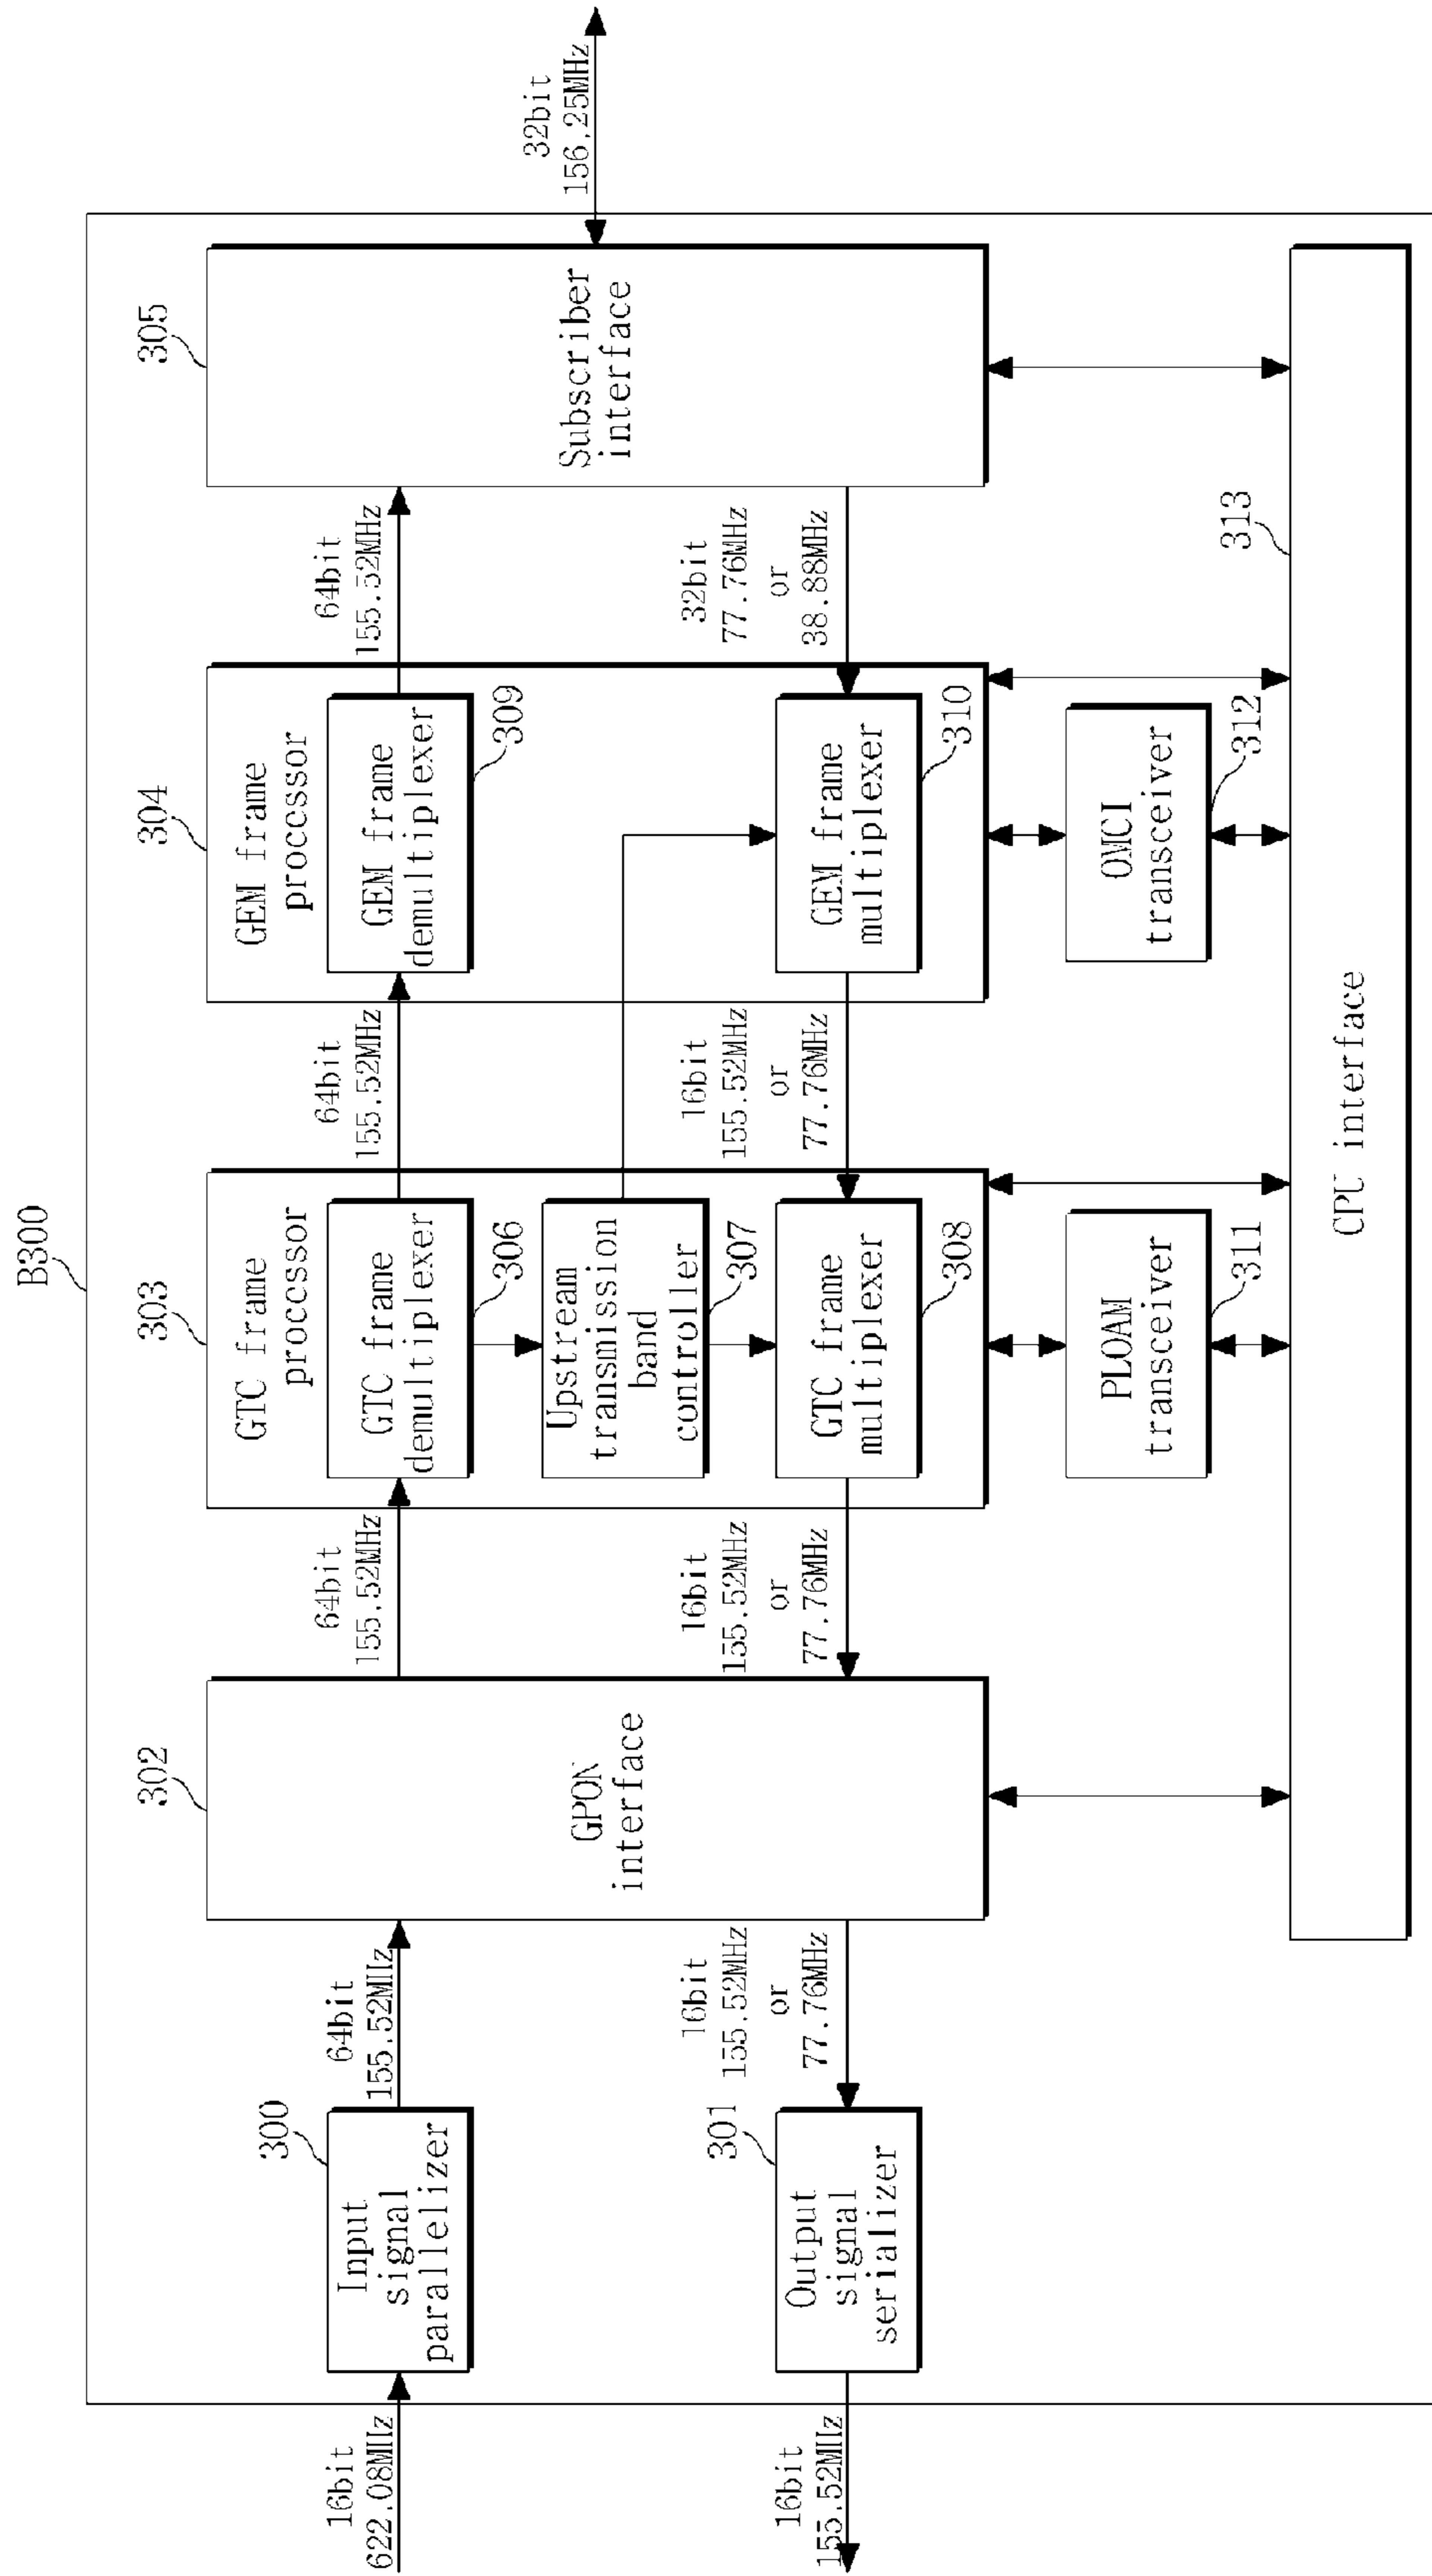 B300
16bit
622.08MHz
300
Input
signal
parallelizer
64bit
155.52MHz
302
GPON
interface
64bit
155.52MHz
303
GTC frame
processor
GTC frame
demultiplexer
306
Upstream
transmission
band
controller
307
GTC frame
multiplexer
308
64bit
155.52MHz
304
GEM frame
processor
GEM frame
demultiplexer
309
GEM frame
multiplexer
310
64bit
155.52MHz
305
Subscriber
interface
32bit
156.25MHz
32bit
77.76MHz
or
38.88MHz
16bit
155.52MHz
or
77.76MHz
16bit
155.52MHz
or
77.76MHz
16bit
155.52MHz
or
77.76MHz
301
Output
signal
serializer
16bit
155.52MHz
PLOAM
transceiver
311
OMCI
transceiver
312
313
CPU interface